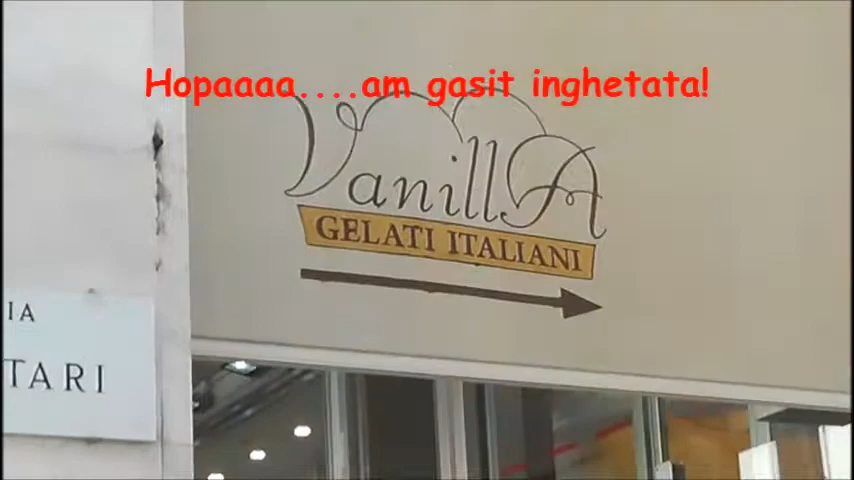 Hopaaaa....am gasit inghetata!
VanillA
GELATI ITALIANI
IA
TARI